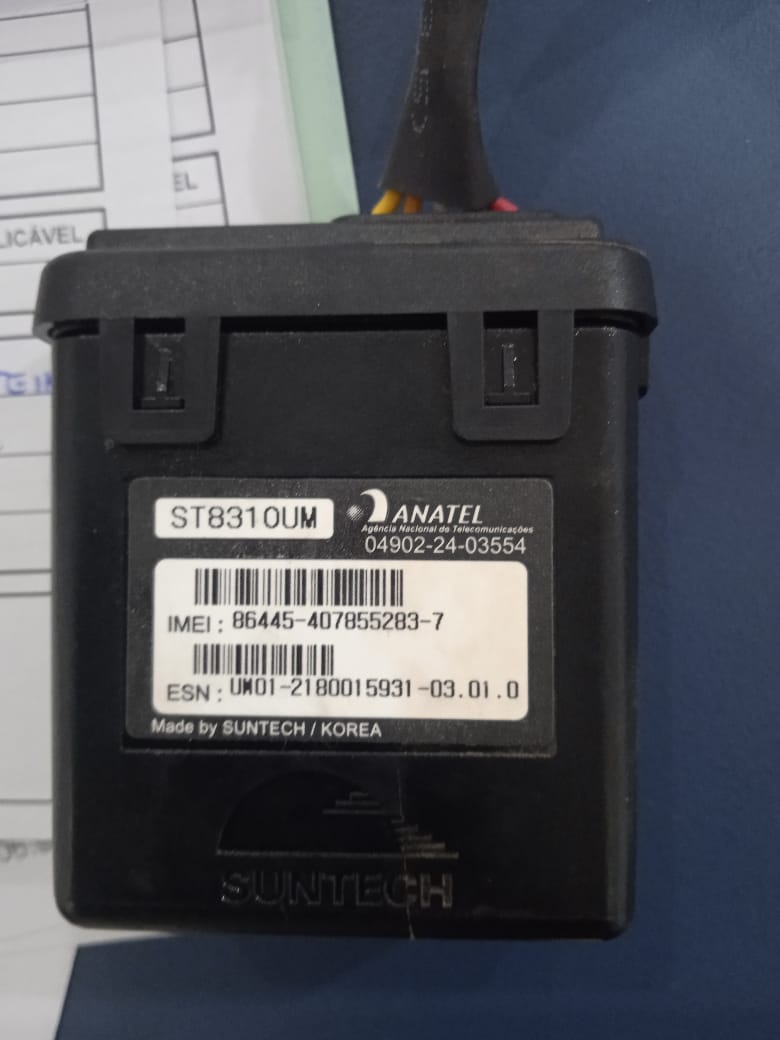 EL
LICÁVEL
ST8310UM
ANATEL
Agência Nacional de Telecomunicações
04902-24-03554
IMEI : 86445-407855283-7
ESN : UM01-2180015931-03.01.0
Made by SUNTECH / KOREA
SUNTECH